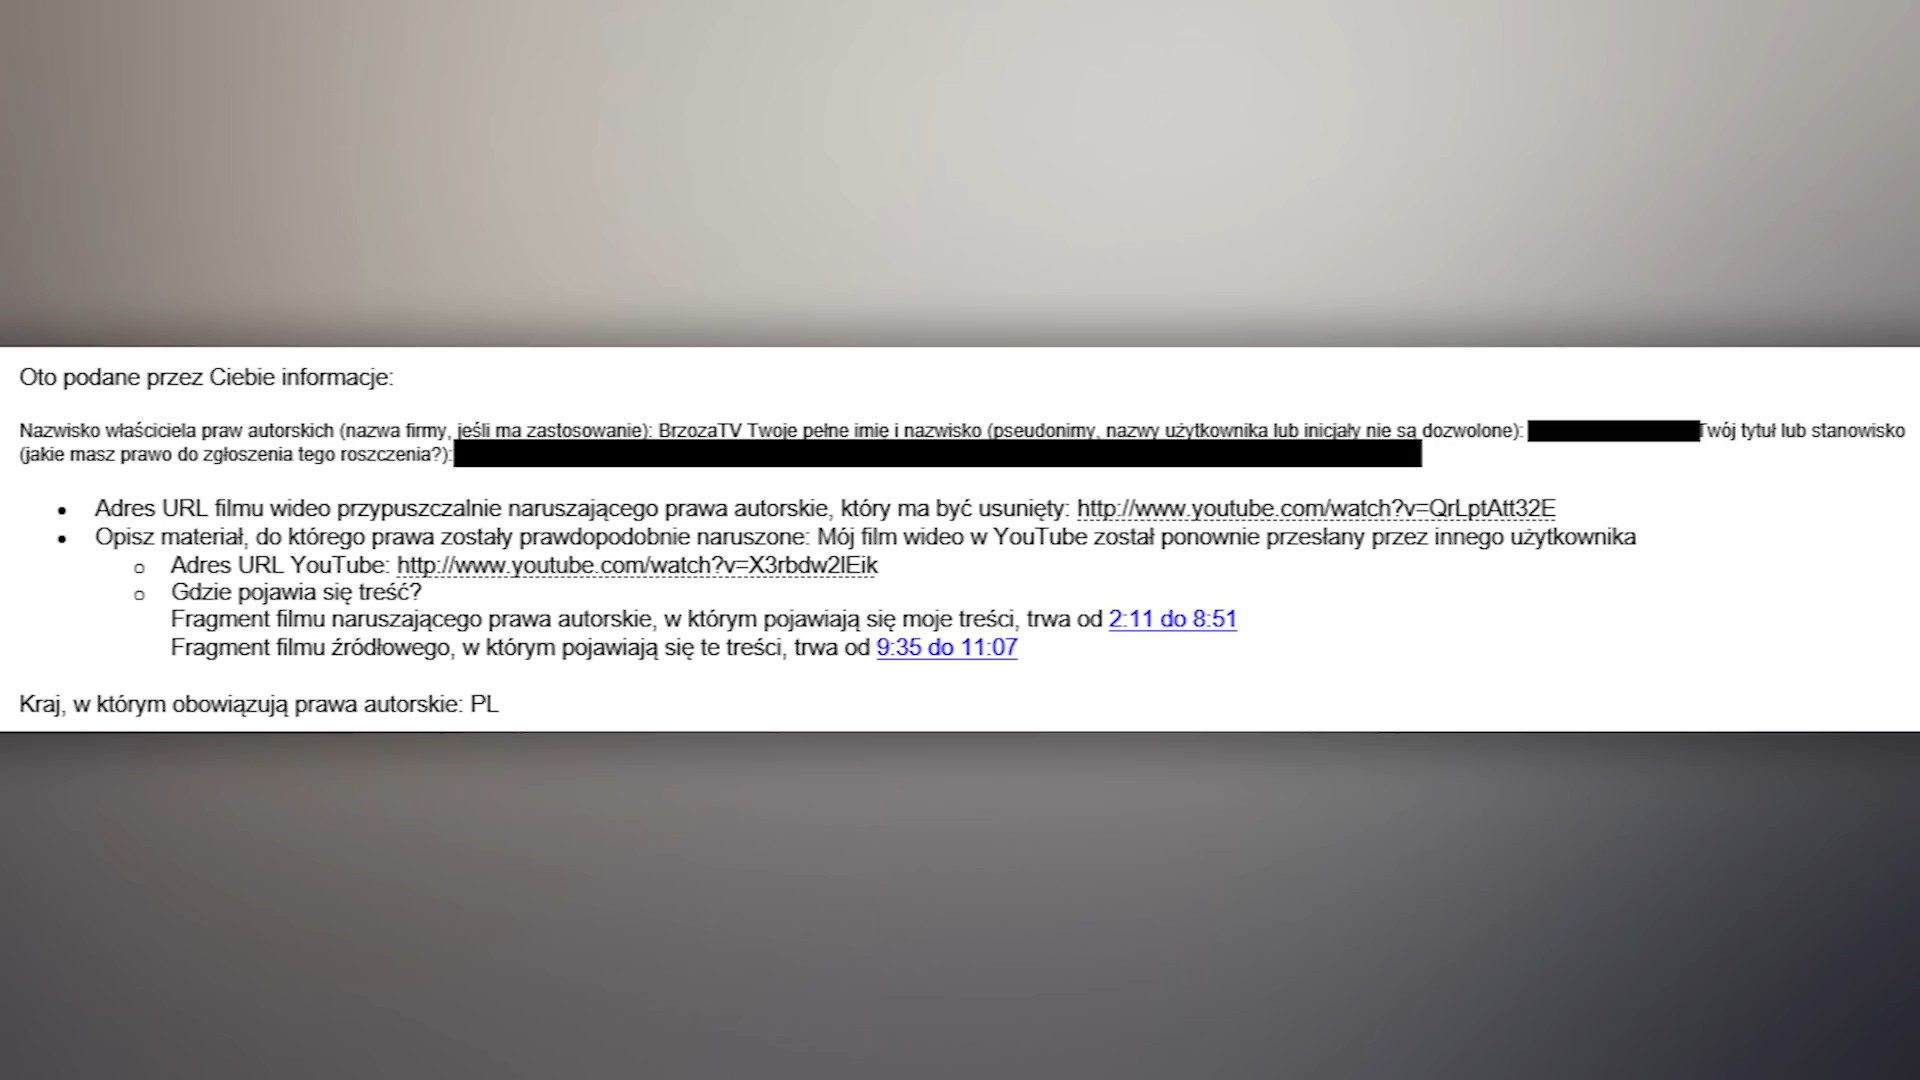 Oto podane przez Ciebie informacje:
Nazwisko właściciela praw autorskich (nazwa firmy, jeśli ma zastosowanie): BrzozaTV Twoje pełne imię i nazwisko (pseudonimy, nazwy użytkownika lub inicjały nie są dozwolone): Twój tytuł lub stanowisko
(jakie masz prawo do zgłoszenia tego roszczenia?):
• Adres URL filmu wideo przypuszczalnie naruszającego prawa autorskie, który ma być usunięty: http://www.youtube.com/watch?v=QrLptAtt32E
• Opisz materiał, do którego prawa zostały prawdopodobnie naruszone: Mój film wideo w YouTube został ponownie przesłany przez innego użytkownika
o Adres URL YouTube: http://www.youtube.com/watch?v=X3rbdw2lEik
o Gdzie pojawia się treść?
Fragment filmu naruszającego prawa autorskie, w którym pojawiają się moje treści, trwa od 2:11 do 8:51
Fragment filmu źródłowego, w którym pojawiają się te treści, trwa od 9:35 do 11:07
Kraj, w którym obowiązują prawa autorskie: PL